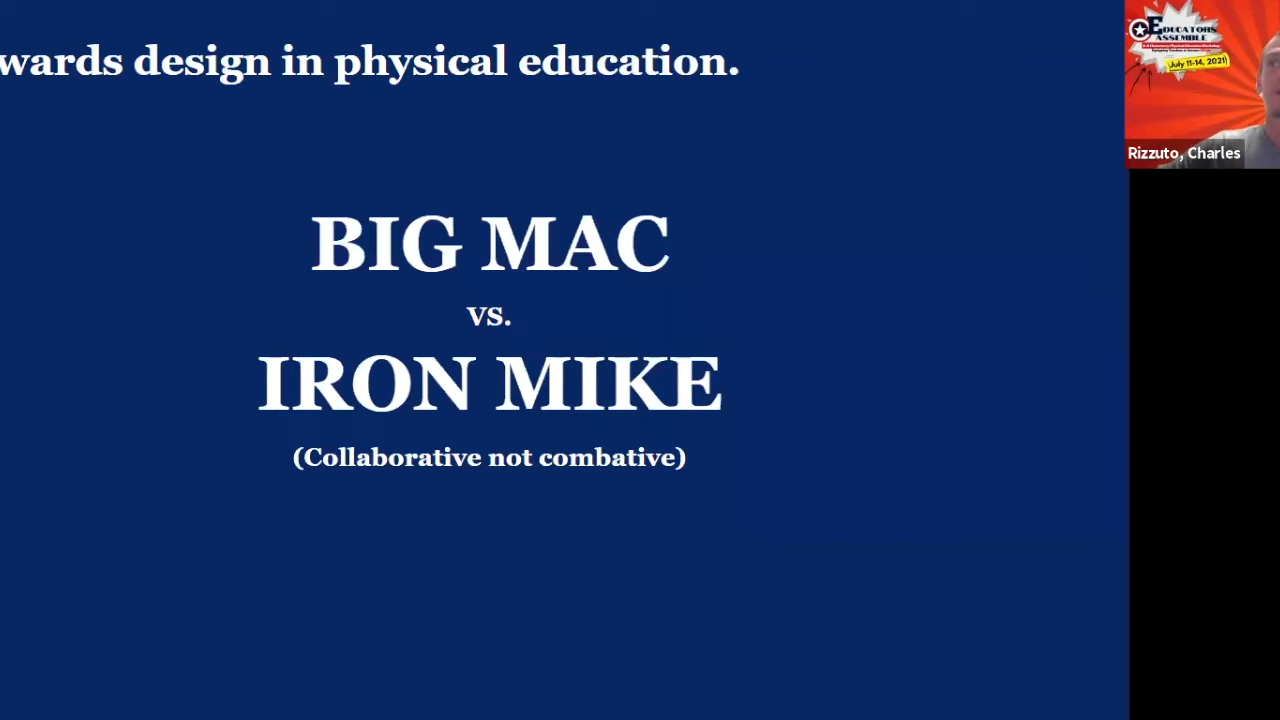 wards design in physical education.
BIG MAC
vs.
IRON MIKE
(Collaborative not combative)
EDUCATORS
ASSEMBLE
July 11-14, 2021
Rizzuto, Charles